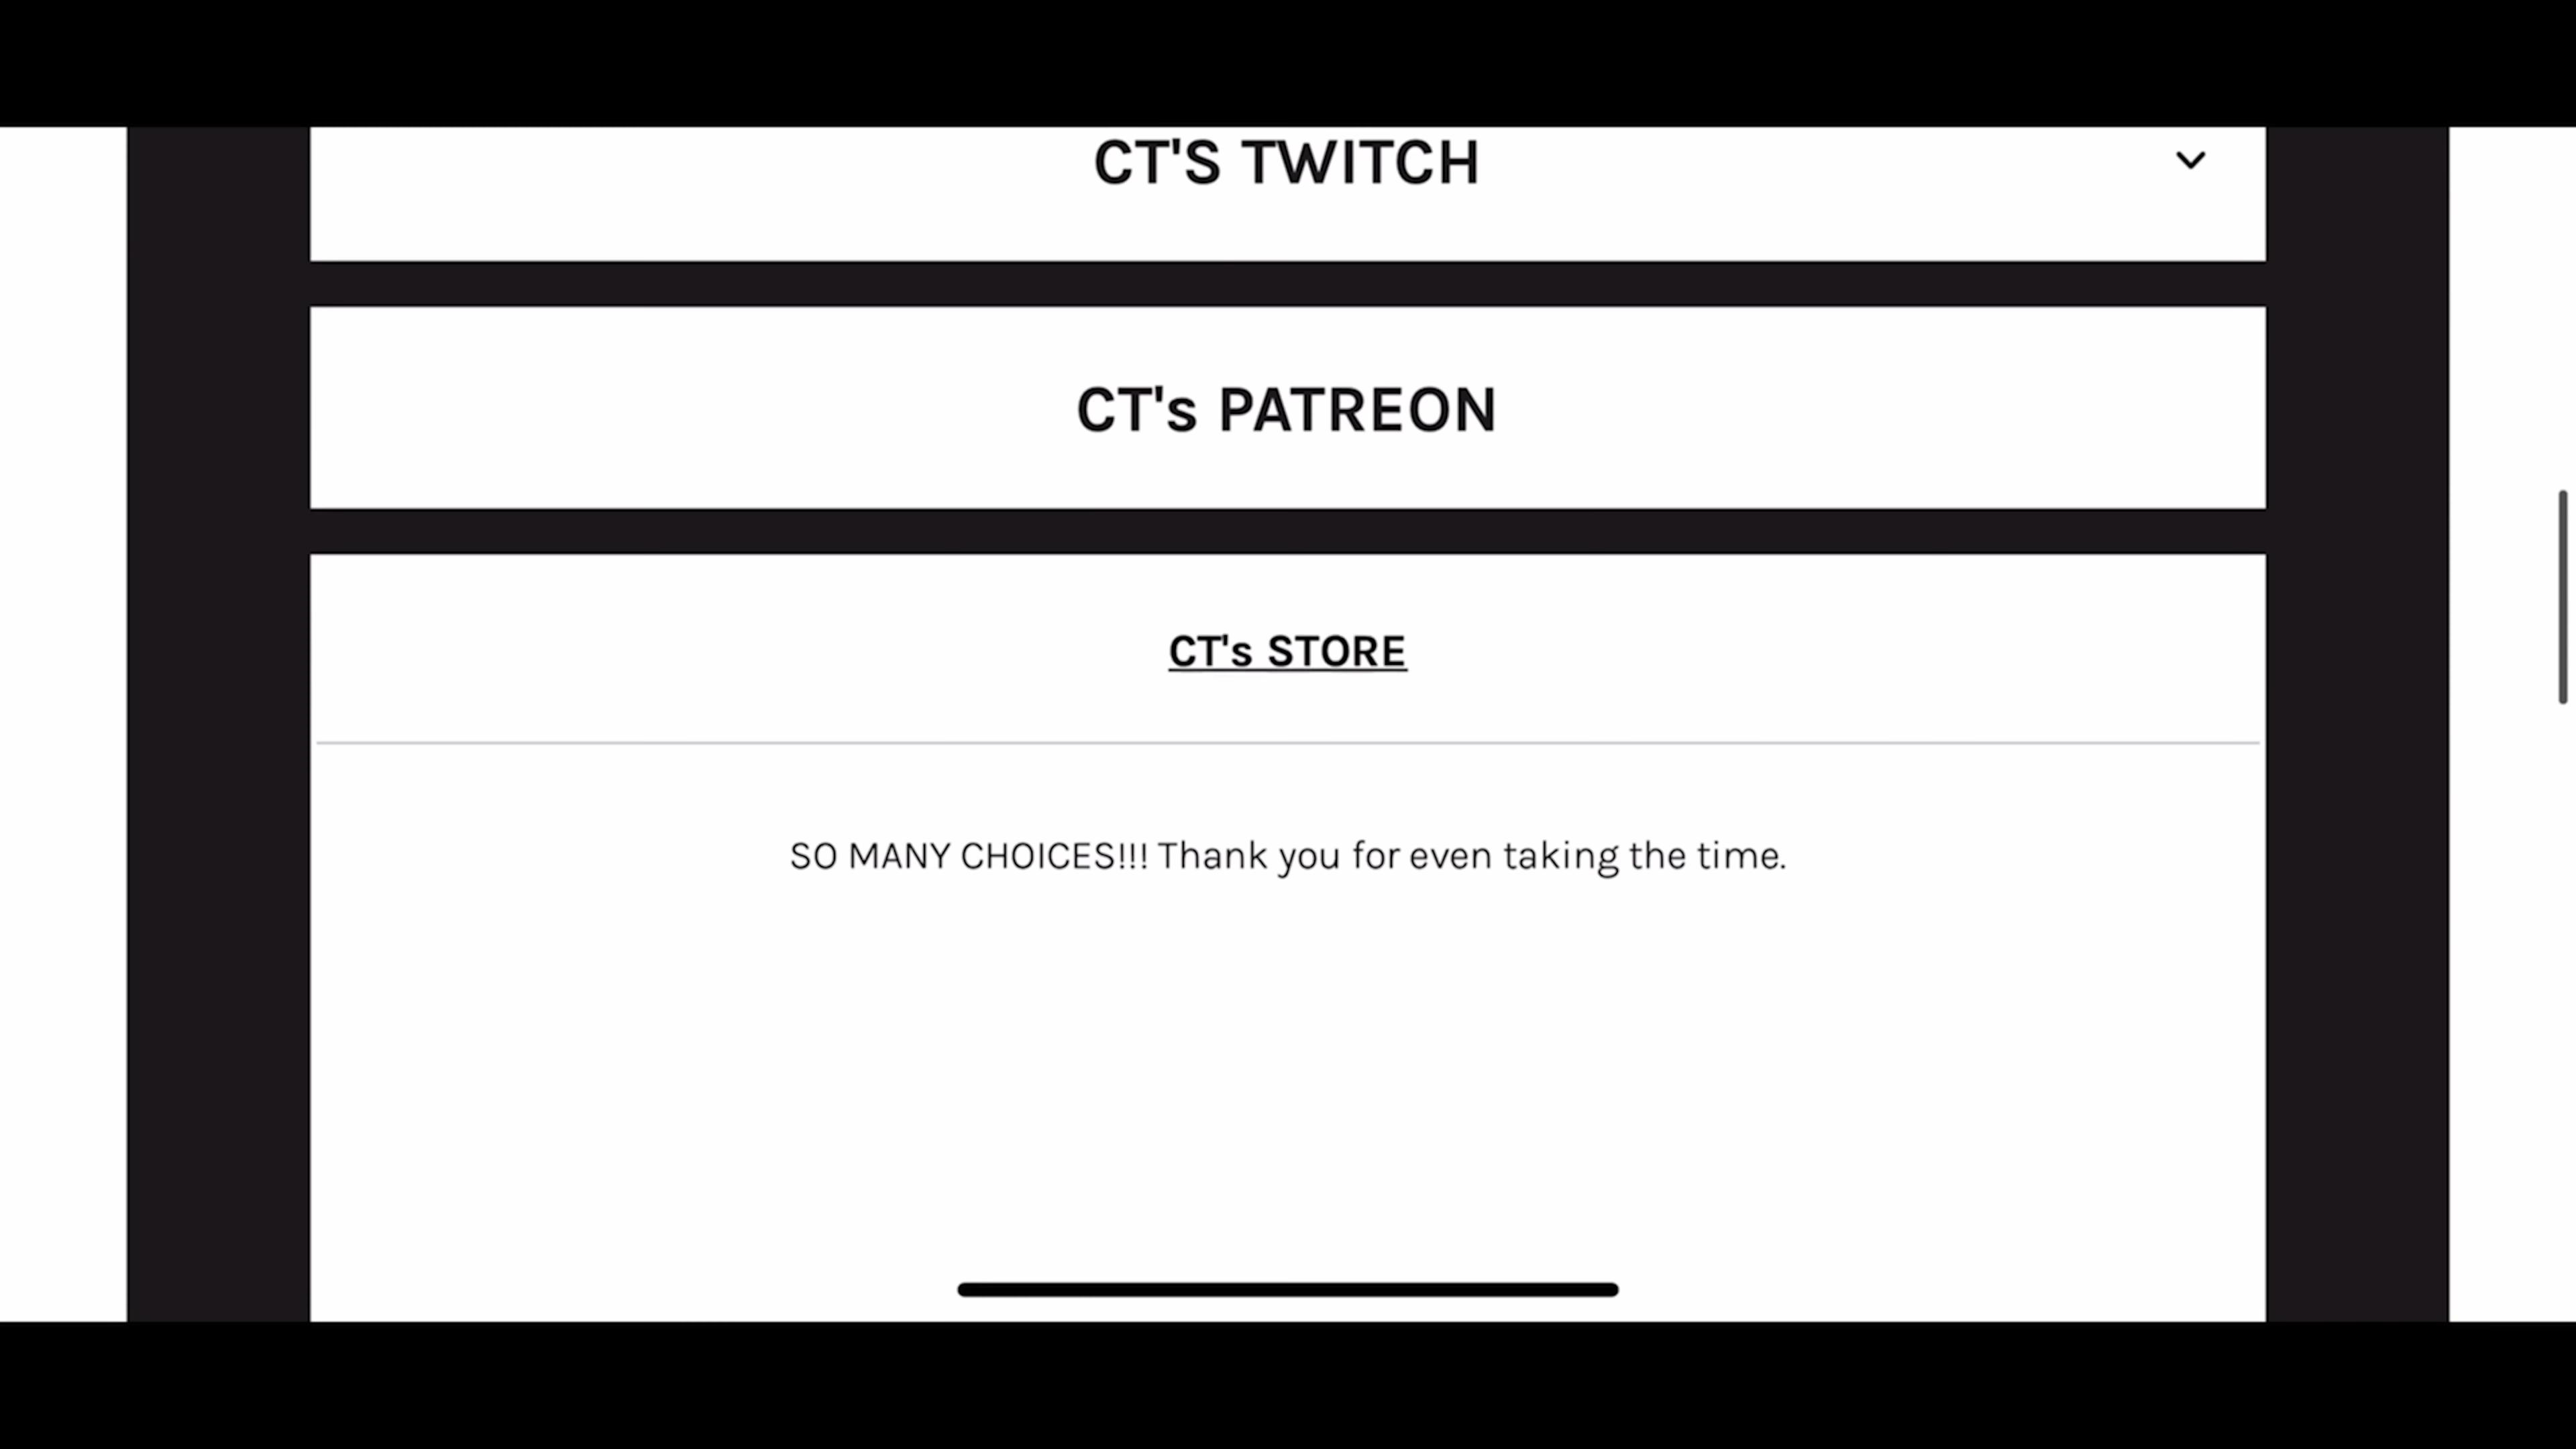 CT'S TWITCH
CT's PATREON
CT's STORE
SO MANY CHOICES!!! Thank you for even taking the time.